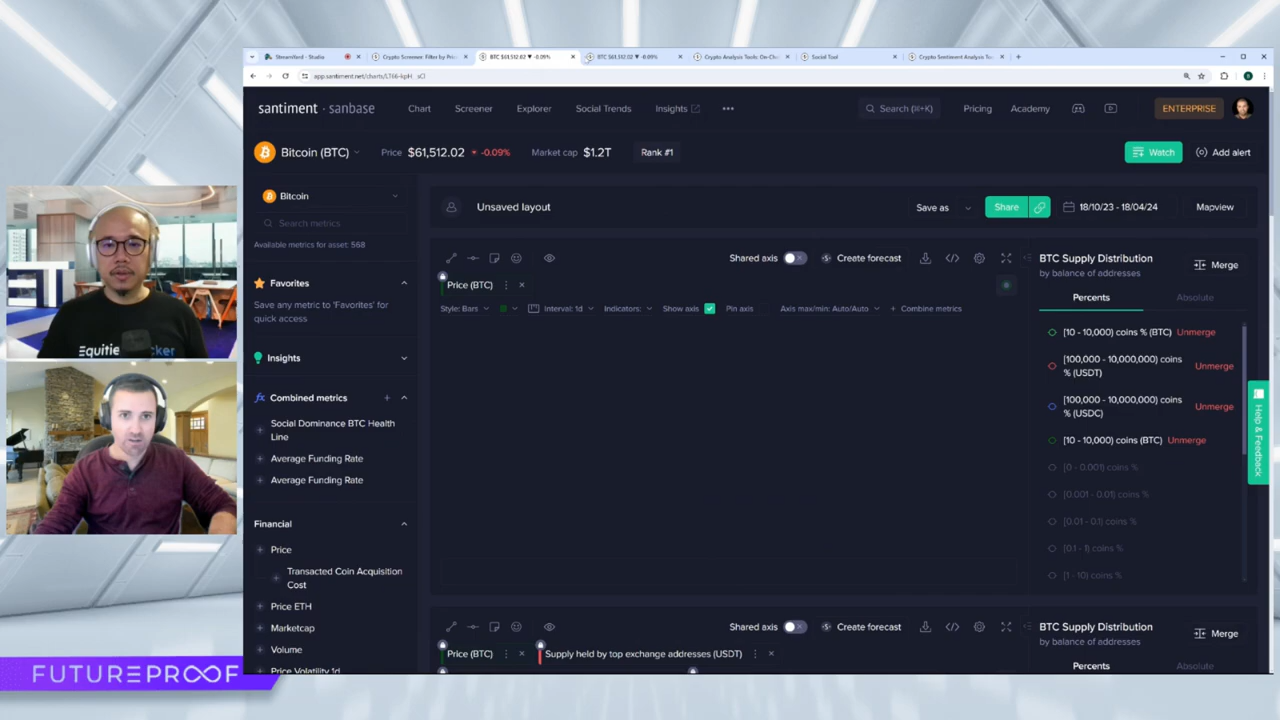 StreamYard - Studio
Crypto Screener: Filter by Pric
BTC $61,512.02 ▼ -0.09%
BTC $61,512.02 ▼ -0.09%
Crypto Analysis Tools: On-Chai
Social Tool
Crypto Sentiment Analysis To
santiment · sanbase
Chart
Screener
Explorer
Social Trends
Insights
Search (⌘+K)
Pricing
Academy
ENTERPRISE
Bitcoin (BTC)
Price $61,512.02 -0.09%
Market cap $1.2T
Rank #1
Watch
Add alert
Bitcoin
Search metrics
Available metrics for asset: 568
Favorites
Save any metric to 'Favorites' for
quick access
Insights
Combined metrics
Social Dominance BTC Health
Line
Average Funding Rate
Average Funding Rate
Financial
Price
Transacted Coin Acquisition
Cost
Price ETH
Marketcap
Volume
Price Volatility 1d
Unsaved layout
Save as
Share
18/10/23 - 18/04/24
Mapview
Shared axis
Create forecast
Price (BTC)
Style: Bars
Interval: 1d
Indicators:
Show axis
Pin axis
Axis max/min: Auto/Auto
+ Combine metrics
BTC Supply Distribution
by balance of addresses
Merge
Percents
Absolute
[10 - 10,000) coins % (BTC) Unmerge
[100,000 - 10,000,000) coins
% (USDT)
Unmerge
[100,000 - 10,000,000) coins
% (USDC)
Unmerge
[10 - 10,000) coins (BTC) Unmerge
[0 - 0.001) coins %
[0.001 - 0.01) coins %
[0.01 - 0.1) coins %
[0.1 - 1) coins %
[1 - 10) coins %
Help & Feedback
Shared axis
Create forecast
Price (BTC)
Supply held by top exchange addresses (USDT)
BTC Supply Distribution
by balance of addresses
Merge
Percents
Absolute
FUTUREPROOF